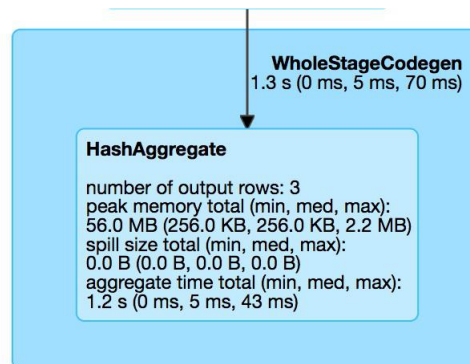 WholeStageCodegen
1.3 s (0 ms, 5 ms, 70 ms)
HashAggregate
number of output rows: 3
peak memory total (min, med, max):
56.0 MB (256.0 KB, 256.0 KB, 2.2 MB)
spill size total (min, med, max):
0.0 B (0.0 B, 0.0 B, 0.0 B)
aggregate time total (min, med, max):
1.2 s (0 ms, 5 ms, 43 ms)